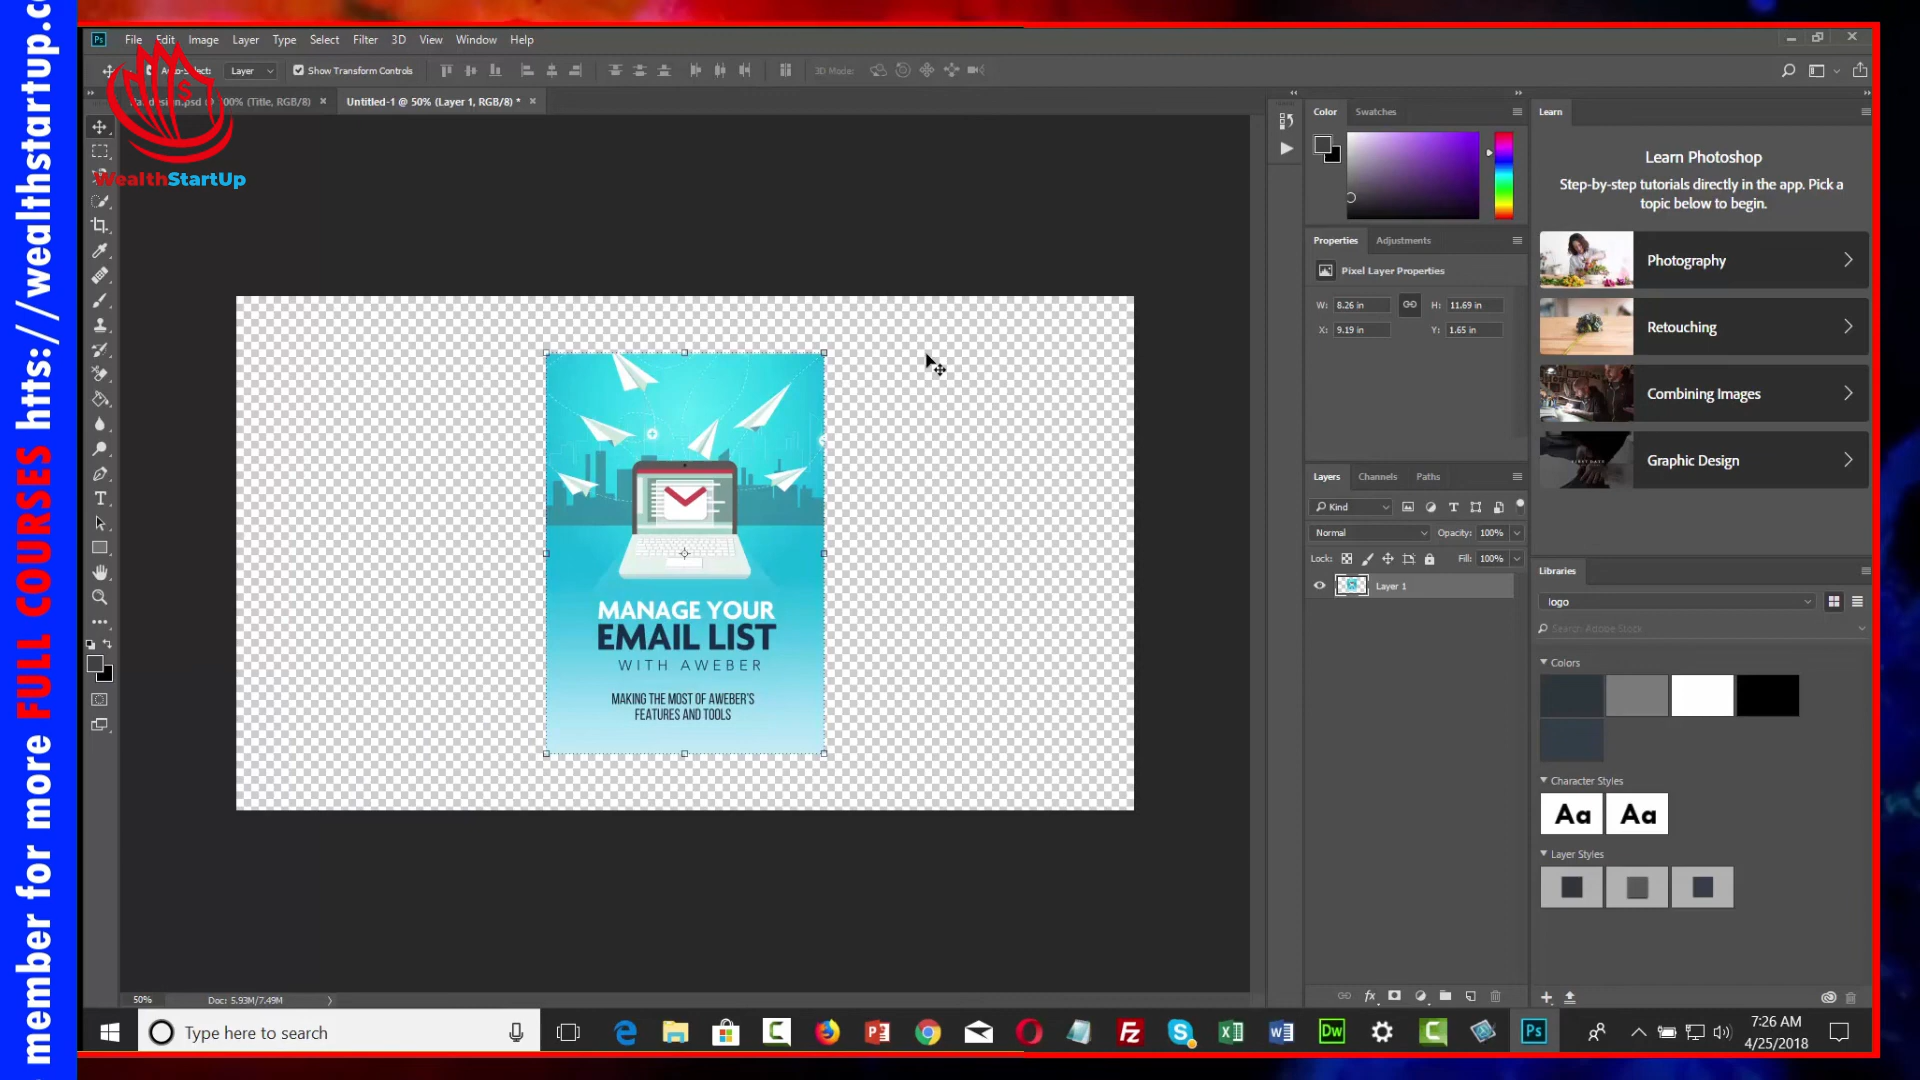 member for more FULL COURSES htts://wealthstartup.c
Ps File Edit Image Layer Type Select Filter 3D View Window Help
Layer Show Transform Controls 3D Mode:
100% (Title, RGB/8) × Untitled-1 @ 50% (Layer 1, RGB/8) * ×
WealthStartUp
MANAGE YOUR
EMAIL LIST
WITH AWEBER
MAKING THE MOST OF AWEBER'S
FEATURES AND TOOLS
50% Doc: 5.93M/7.49M
Color Swatches
Properties Adjustments
Pixel Layer Properties
W: 8.26 in H: 11.69 in
X: 9.19 in Y: 1.65 in
Layers Channels Paths
Kind
Normal Opacity: 100%
Lock: Fill: 100%
Layer 1
Learn
Learn Photoshop
Step-by-step tutorials directly in the app. Pick a
topic below to begin.
Photography
Retouching
Combining Images
Graphic Design
Libraries
logo
Search Adobe Stock
Colors
Character Styles
Aa Aa
Layer Styles
Type here to search
7:26 AM
4/25/2018